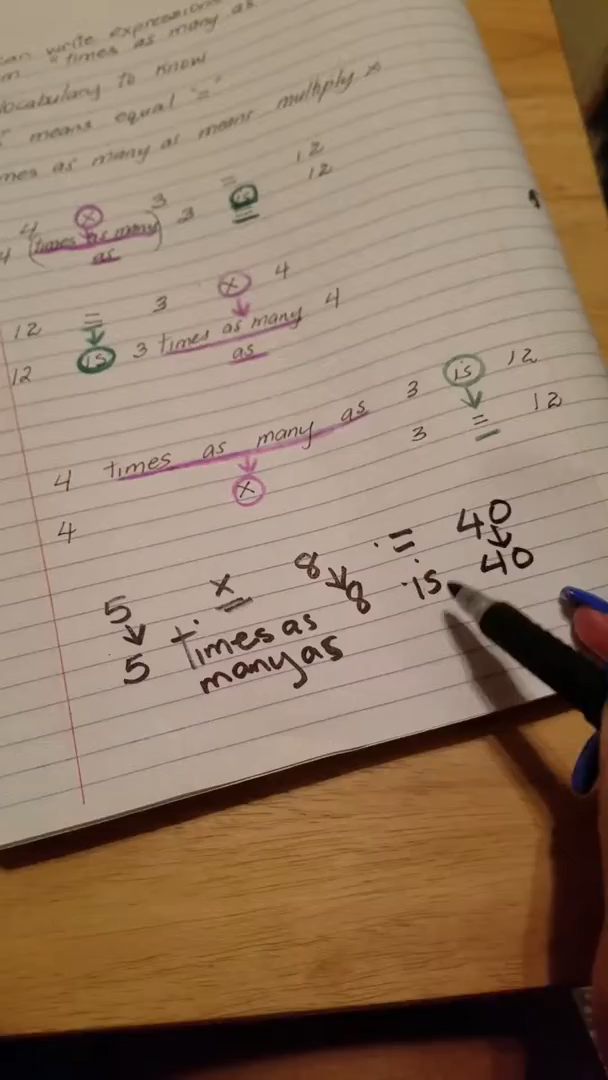 can write expressions
"times as many as
Vocabulary to know
means equal "="
times as many as means multiply x
4 x 3 = 12
4 (times as many as) 3 is 12
12 = 3 x 4
12 is 3 times as many as 4
4 times as many as 3 is 12
4 x 3 = 12
5 x 8 = 40
5 times as many as 8 is 40